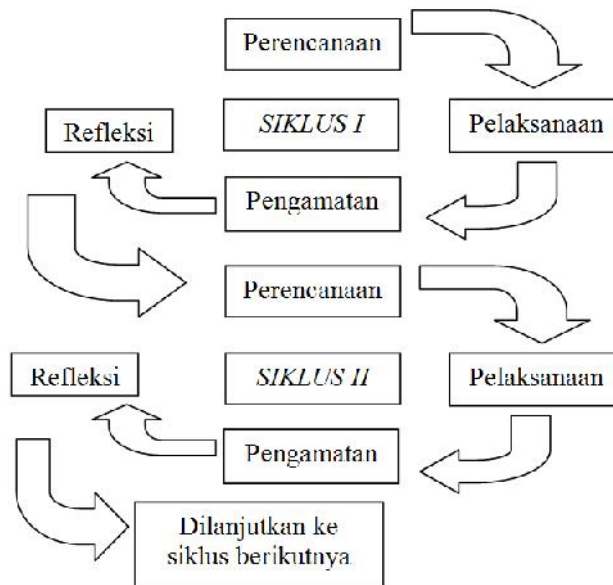 Perencanaan
Refleksi
SIKLUS I
Pelaksanaan
Pengamatan
Perencanaan
Refleksi
SIKLUS II
Pelaksanaan
Pengamatan
Dilanjutkan ke
siklus berikutnya